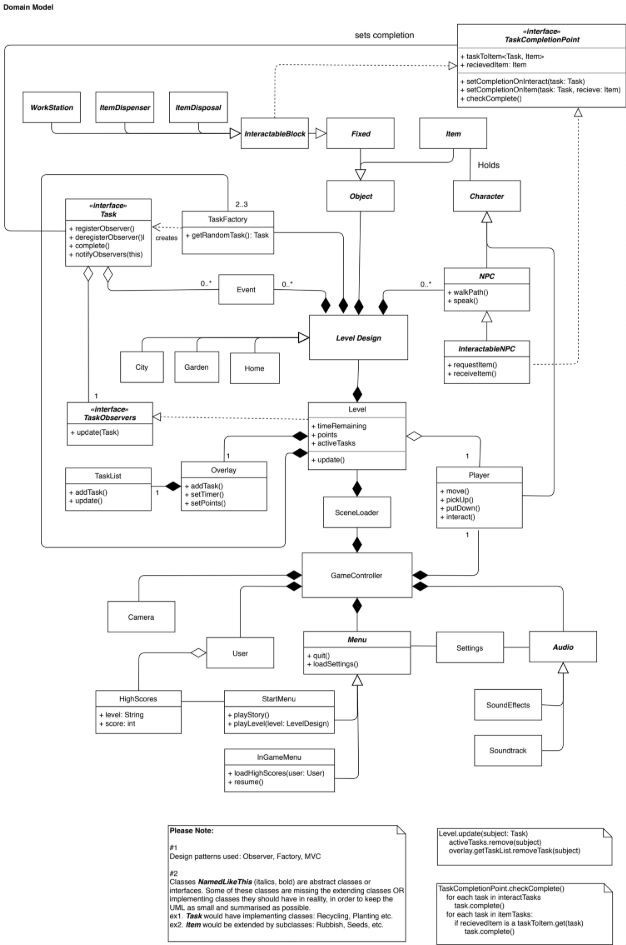 Domain Model
sets completion
«interface»
TaskCompletionPoint
+ taskToItem<Task, Item>
+ recievedItem: Item
+ setCompletionOnInteract(task: Task)
+ setCompletionOnItem(task: Task, recieve: Item)
+ checkComplete()
WorkStation
ItemDispenser
ItemDisposal
InteractableBlock
Fixed
Item
Holds
Object
Character
2..3
«interface»
Task
+ registerObserver()
+ deregisterObserver()l
+ complete()
+ notifyObservers(this)
creates
TaskFactory
+ getRandomTask(): Task
0..*
Event
0..*
0..*
NPC
+ walkPath()
+ speak()
Level Design
City
Garden
Home
InteractableNPC
+ requestItem()
+ receiveItem()
1
«interface»
TaskObservers
+ update(Task)
Level
+ timeRemaining
+ points
+ activeTasks
+ update()
1
1
TaskList
+ addTask()
+ update()
1
Overlay
+ addTask()
+ setTimer()
+ setPoints()
Player
+ move()
+ pickUp()
+ putDown()
+ interact()
1
SceneLoader
GameController
Camera
User
Menu
+ quit()
+ loadSettings()
Settings
Audio
HighScores
+ level: String
+ score: int
StartMenu
+ playStory()
+ playLevel(level: LevelDesign)
SoundEffects
Soundtrack
InGameMenu
+ loadHighScores(user: User)
+ resume()
Please Note:
#1
Design patterns used: Observer, Factory, MVC
#2
Classes NamedLikeThis (italics, bold) are abstract classes or
interfaces. Some of these classes are missing the extending classes OR
implementing classes they should have in reality, in order to keep the
UML as small and summarised as possible.
ex1. Task would have implementing classes: Recycling, Planting etc.
ex2. Item would be extended by subclasses: Rubbish, Seeds, etc.
Level.update(subject: Task)
activeTasks.remove(subject)
overlay.getTaskList.removeTask(subject)
TaskCompletionPoint.checkComplete()
for each task in interactTasks
task.complete()
for each task in itemTasks:
if recievedItem is a taskToItem.get(task)
task.complete()